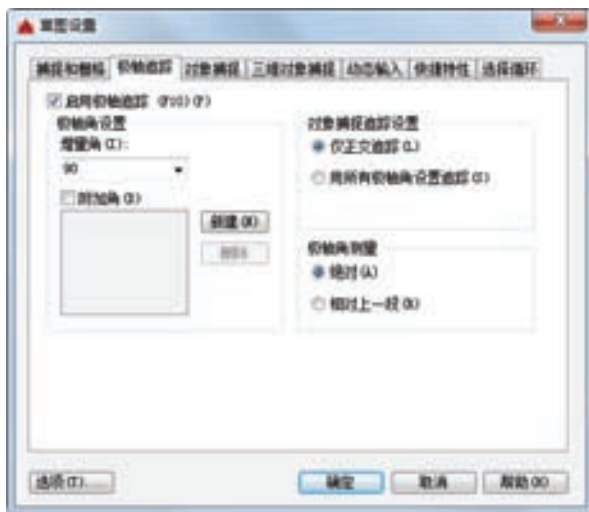 草图设置
捕捉和栅格 极轴追踪 对象捕捉 三维对象捕捉 动态输入 快捷特性 选择循环
启用极轴追踪 (F10)(P)
极轴角设置
增量角(I):
90
附加角(D)
新建(N)
删除
对象捕捉追踪设置
仅正交追踪(L)
用所有极轴角设置追踪(S)
极轴角测量
绝对(A)
相对上一段(R)
选项(T)...
确定 取消 帮助(H)